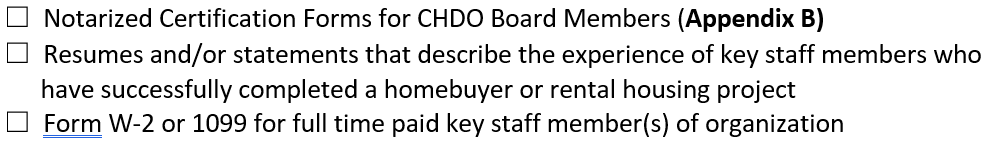 ☐ Notarized Certification Forms for CHDO Board Members (Appendix B)
☐ Resumes and/or statements that describe the experience of key staff members who
have successfully completed a homebuyer or rental housing project
☐ Form W-2 or 1099 for full time paid key staff member(s) of organization